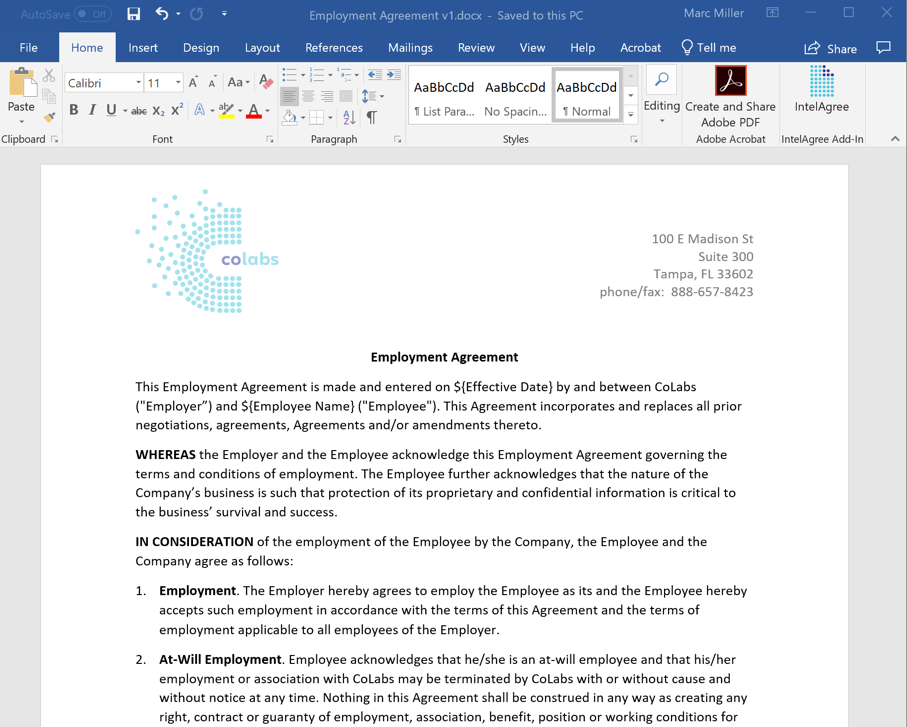 AutoSave Off Employment Agreement v1.docx - Saved to this PC Marc Miller
File Home Insert Design Layout References Mailings Review View Help Acrobat Tell me Share
Paste
Clipboard
Calibri 11 A A Aa A
B I U abc X₂ X² A ab A
Font
Paragraph
AaBbCcDd AaBbCcDd AaBbCcDd
¶ List Para... No Spacin... ¶ Normal
Styles
Editing
Create and Share
Adobe PDF
Adobe Acrobat
IntelAgree
IntelAgree Add-In
colabs
100 E Madison St
Suite 300
Tampa, FL 33602
phone/fax: 888-657-8423
Employment Agreement
This Employment Agreement is made and entered on ${Effective Date} by and between CoLabs
("Employer”) and ${Employee Name} ("Employee"). This Agreement incorporates and replaces all prior
negotiations, agreements, Agreements and/or amendments thereto.
WHEREAS the Employer and the Employee acknowledge this Employment Agreement governing the
terms and conditions of employment. The Employee further acknowledges that the nature of the
Company’s business is such that protection of its proprietary and confidential information is critical to
the business’ survival and success.
IN CONSIDERATION of the employment of the Employee by the Company, the Employee and the
Company agree as follows:
1. Employment. The Employer hereby agrees to employ the Employee as its and the Employee hereby
accepts such employment in accordance with the terms of this Agreement and the terms of
employment applicable to all employees of the Employer.
2. At-Will Employment. Employee acknowledges that he/she is an at-will employee and that his/her
employment or association with CoLabs may be terminated by CoLabs with or without cause and
without notice at any time. Nothing in this Agreement shall be construed in any way as creating any
right, contract or guaranty of employment, association, benefit, position or working conditions for